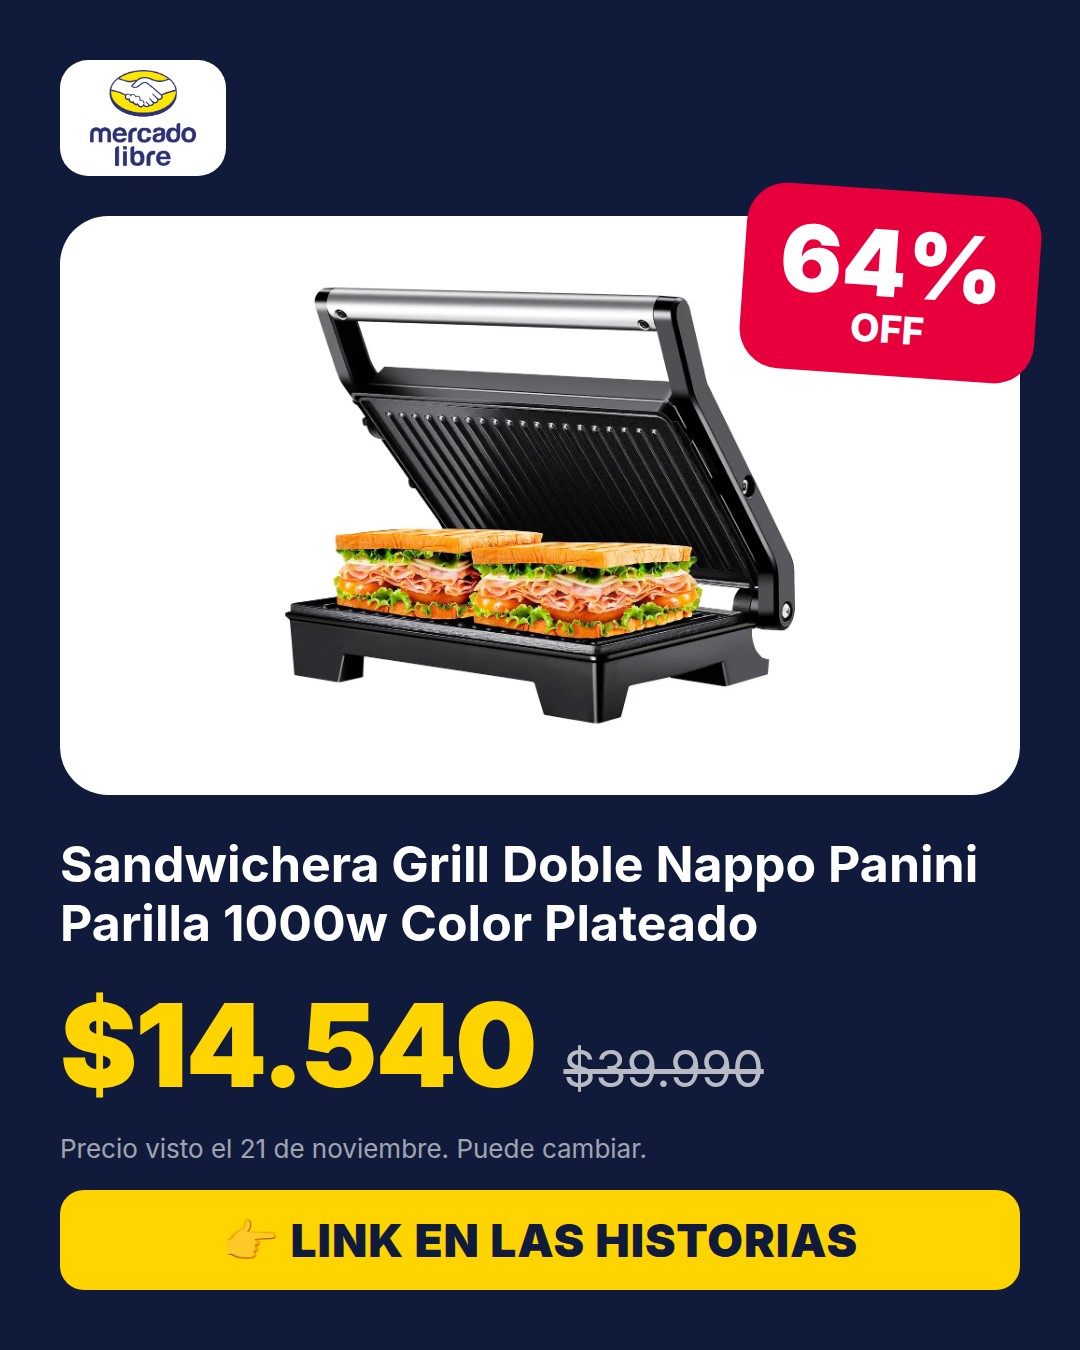 mercado
libre
64%
OFF
Sandwichera Grill Doble Nappo Panini
Parilla 1000w Color Plateado
$14.540 $39.990
Precio visto el 21 de noviembre. Puede cambiar.
👉 LINK EN LAS HISTORIAS